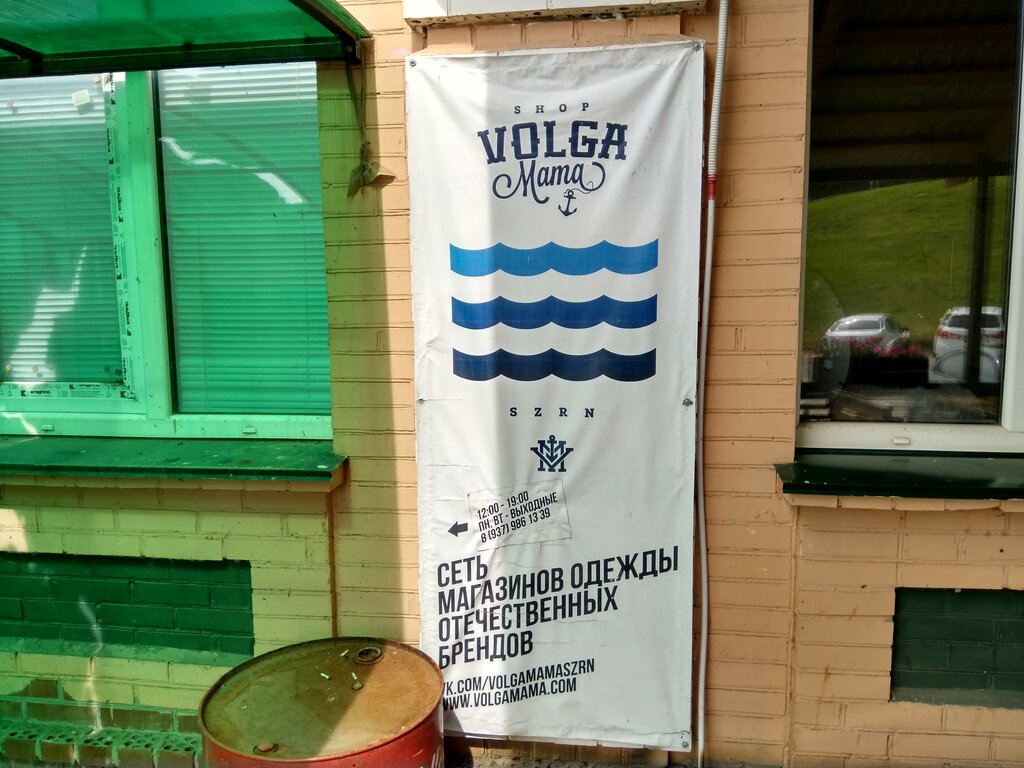 SHOP
VOLGA
Mama
SZRN
12:00 - 19:00
ПН, ВТ - ВЫХОДНЫЕ
8 (937) 986 13 39
СЕТЬ
МАГАЗИНОВ ОДЕЖДЫ
ОТЕЧЕСТВЕННЫХ
БРЕНДОВ
VK.COM/VOLGAMAMASZRN
WWW.VOLGAMAMA.COM